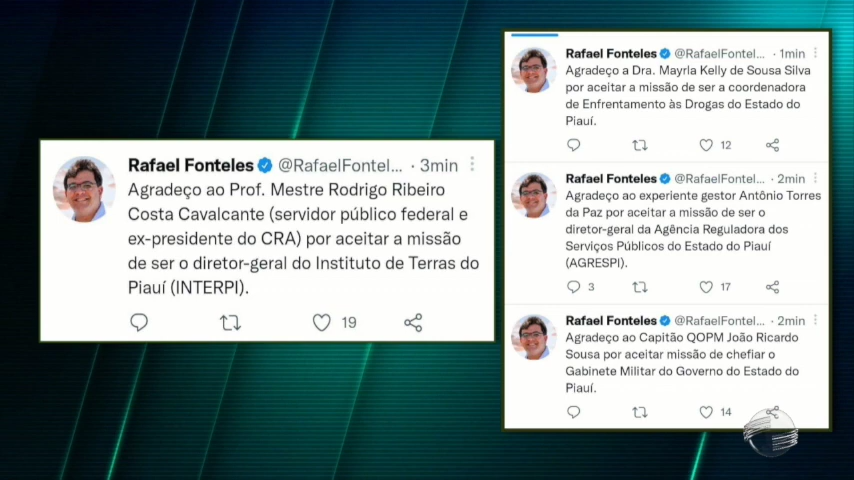 Rafael Fonteles @RafaelFontel... · 3min
Agradeço ao Prof. Mestre Rodrigo Ribeiro
Costa Cavalcante (servidor público federal e
ex-presidente do CRA) por aceitar a missão
de ser o diretor-geral do Instituto de Terras do
Piauí (INTERPI).
19
Rafael Fonteles @RafaelFontel... · 1min
Agradeço a Dra. Mayrla Kelly de Sousa Silva
por aceitar a missão de ser a coordenadora
de Enfrentamento às Drogas do Estado do
Piauí.
12
Rafael Fonteles @RafaelFontel... · 2min
Agradeço ao experiente gestor Antônio Torres
da Paz por aceitar a missão de ser o
diretor-geral da Agência Reguladora dos
Serviços Públicos do Estado do Piauí
(AGRESPI).
3 17
Rafael Fonteles @RafaelFontel... · 2min
Agradeço ao Capitão QOPM João Ricardo
Sousa por aceitar missão de chefiar o
Gabinete Militar do Governo do Estado do
Piauí.
14